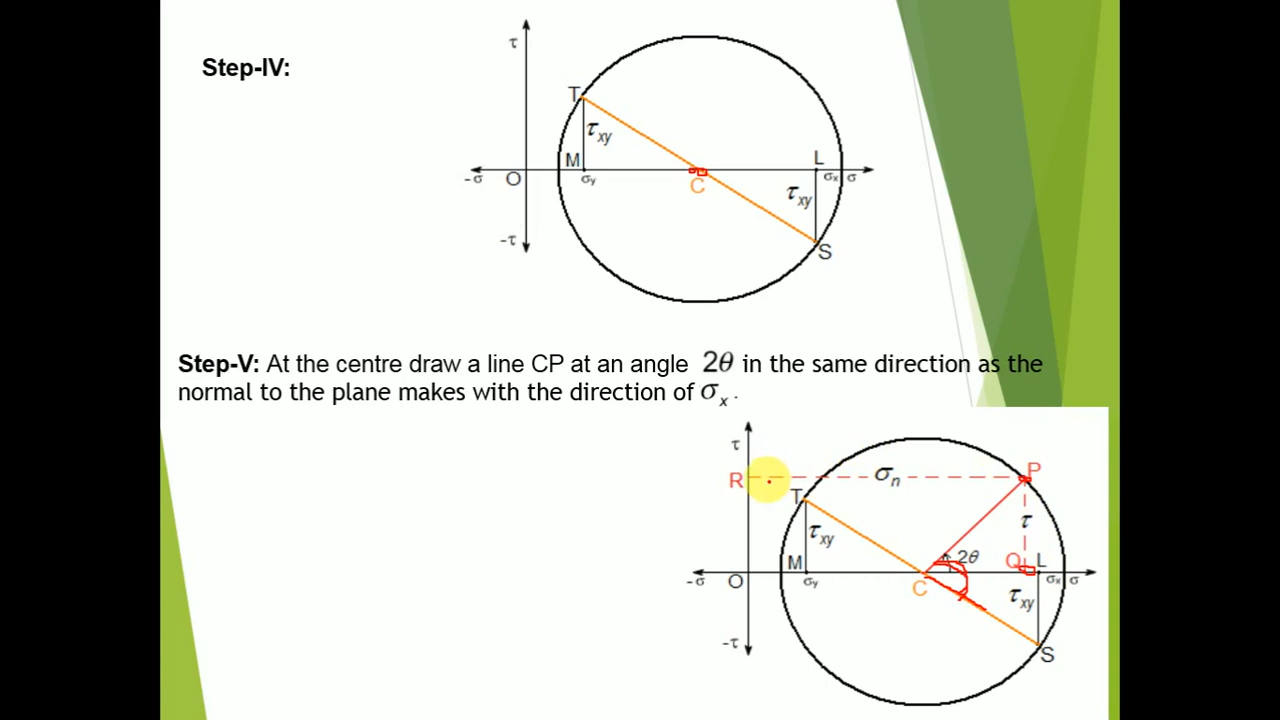 Step-IV:
τ
T
τxy
M
L
-σ
O
σy
C
τxy
σx
σ
-τ
S
Step-V: At the centre draw a line CP at an angle 2θ in the same direction as the
normal to the plane makes with the direction of σx.
τ
R
σn
P
T
τ
τxy
2θ
M
Q
L
-σ
O
σy
C
τxy
σx
σ
-τ
S